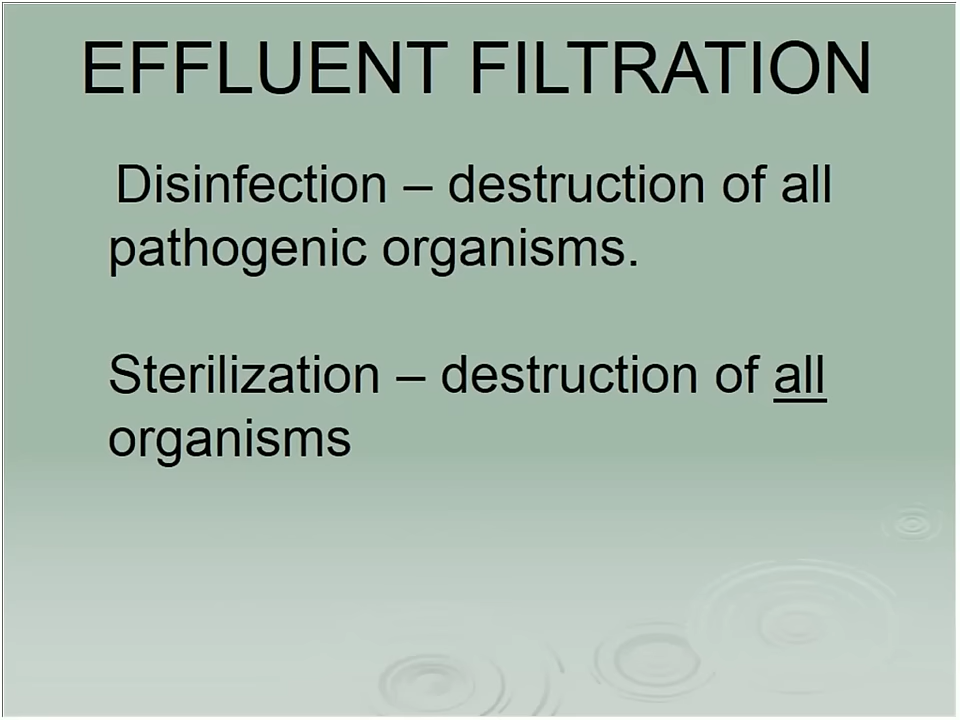 EFFLUENT FILTRATION
Disinfection – destruction of all
pathogenic organisms.
Sterilization – destruction of all
organisms